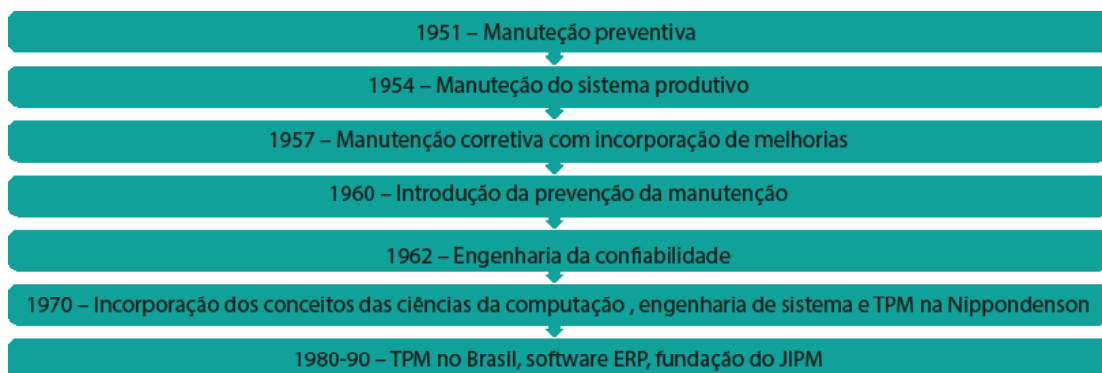 1951 – Manuteção preventiva
1954 – Manuteção do sistema produtivo
1957 – Manutenção corretiva com incorporação de melhorias
1960 – Introdução da prevenção da manutenção
1962 – Engenharia da confiabilidade
1970 – Incorporação dos conceitos das ciências da computação , engenharia de sistema e TPM na Nippondenson
1980-90 – TPM no Brasil, software ERP, fundação do JIPM